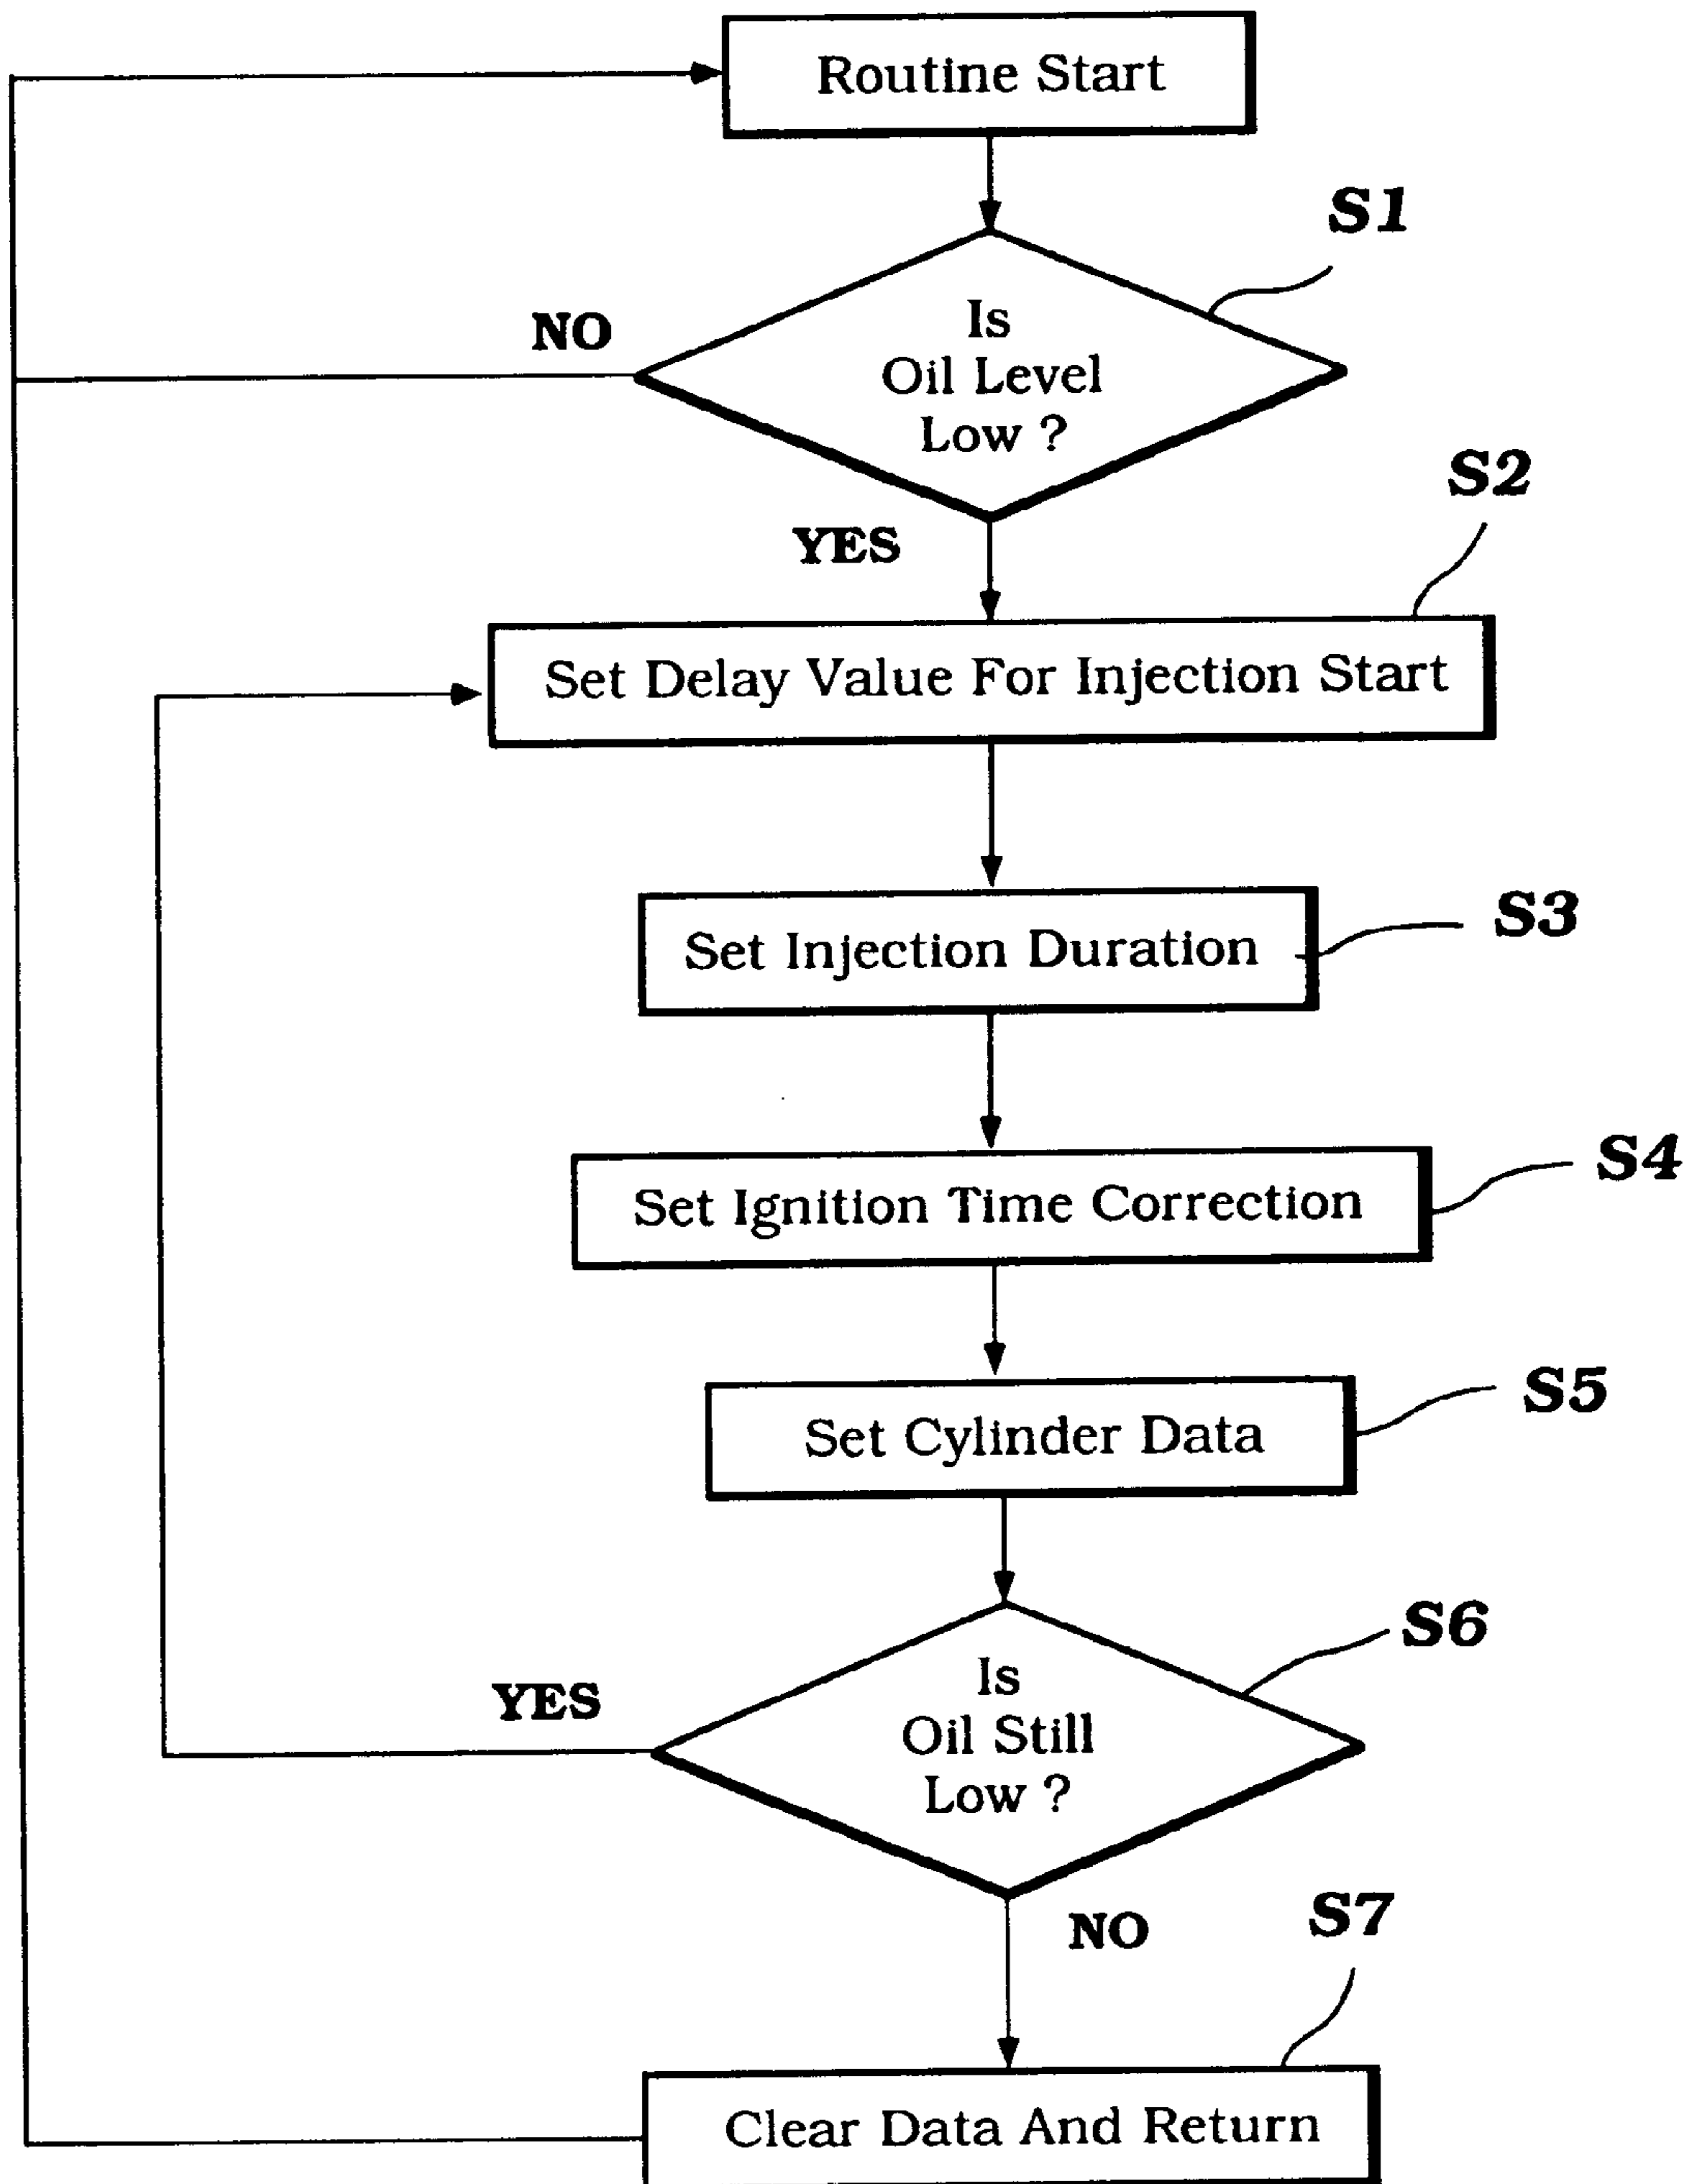 Routine Start
S1
NO
Is
Oil Level
Low ?
S2
YES
Set Delay Value For Injection Start
S3
Set Injection Duration
S4
Set Ignition Time Correction
S5
Set Cylinder Data
S6
YES
Is
Oil Still
Low ?
NO
S7
Clear Data And Return